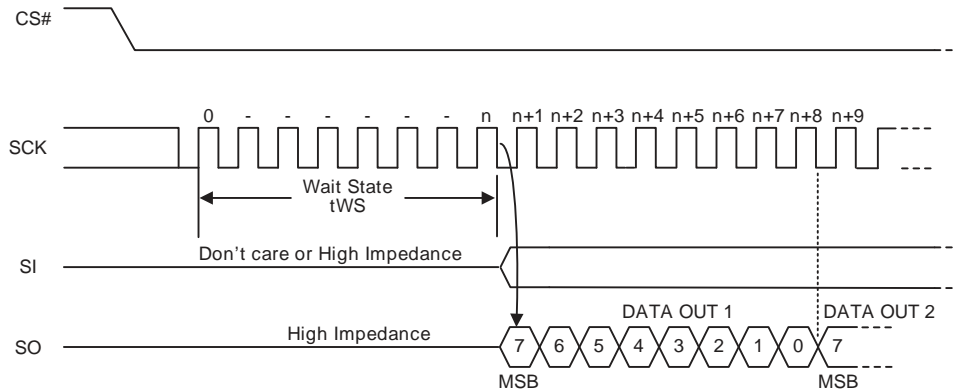 CS#
0 - - - - - - n n+1 n+2 n+3 n+4 n+5 n+6 n+7 n+8 n+9
SCK
Wait State
tWS
Don't care or High Impedance
SI
DATA OUT 1 DATA OUT 2
High Impedance
SO
7 6 5 4 3 2 1 0 7
MSB MSB